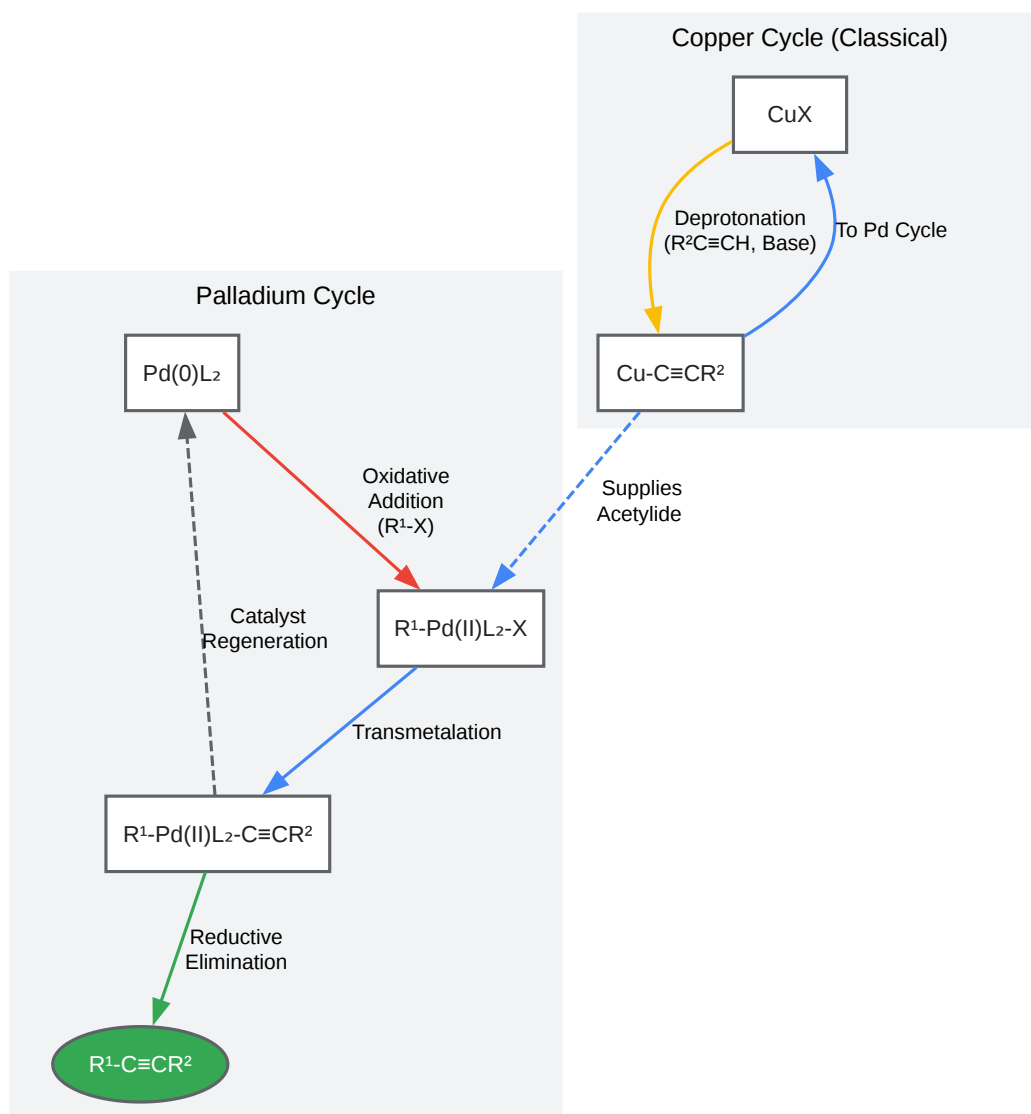 Copper Cycle (Classical)
CuX
Deprotonation
(R²C≡CH, Base)
To Pd Cycle
Cu-C≡CR²
Supplies
Acetylide
Palladium Cycle
Pd(0)L₂
Oxidative
Addition
(R¹-X)
R¹-Pd(II)L₂-X
Catalyst
Regeneration
Transmetalation
R¹-Pd(II)L₂-C≡CR²
Reductive
Elimination
R¹-C≡CR²